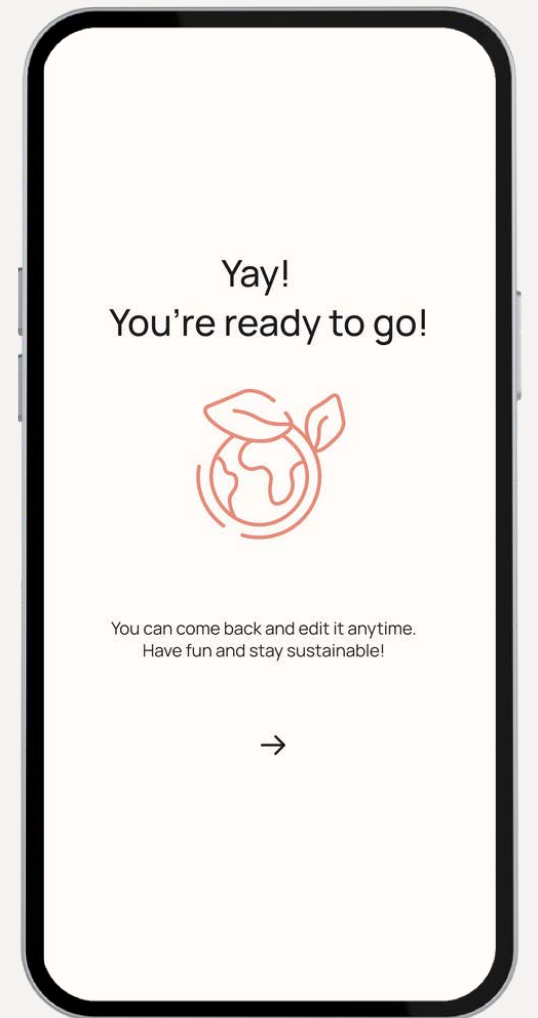 Yay!
You're ready to go!
You can come back and edit it anytime.
Have fun and stay sustainable!